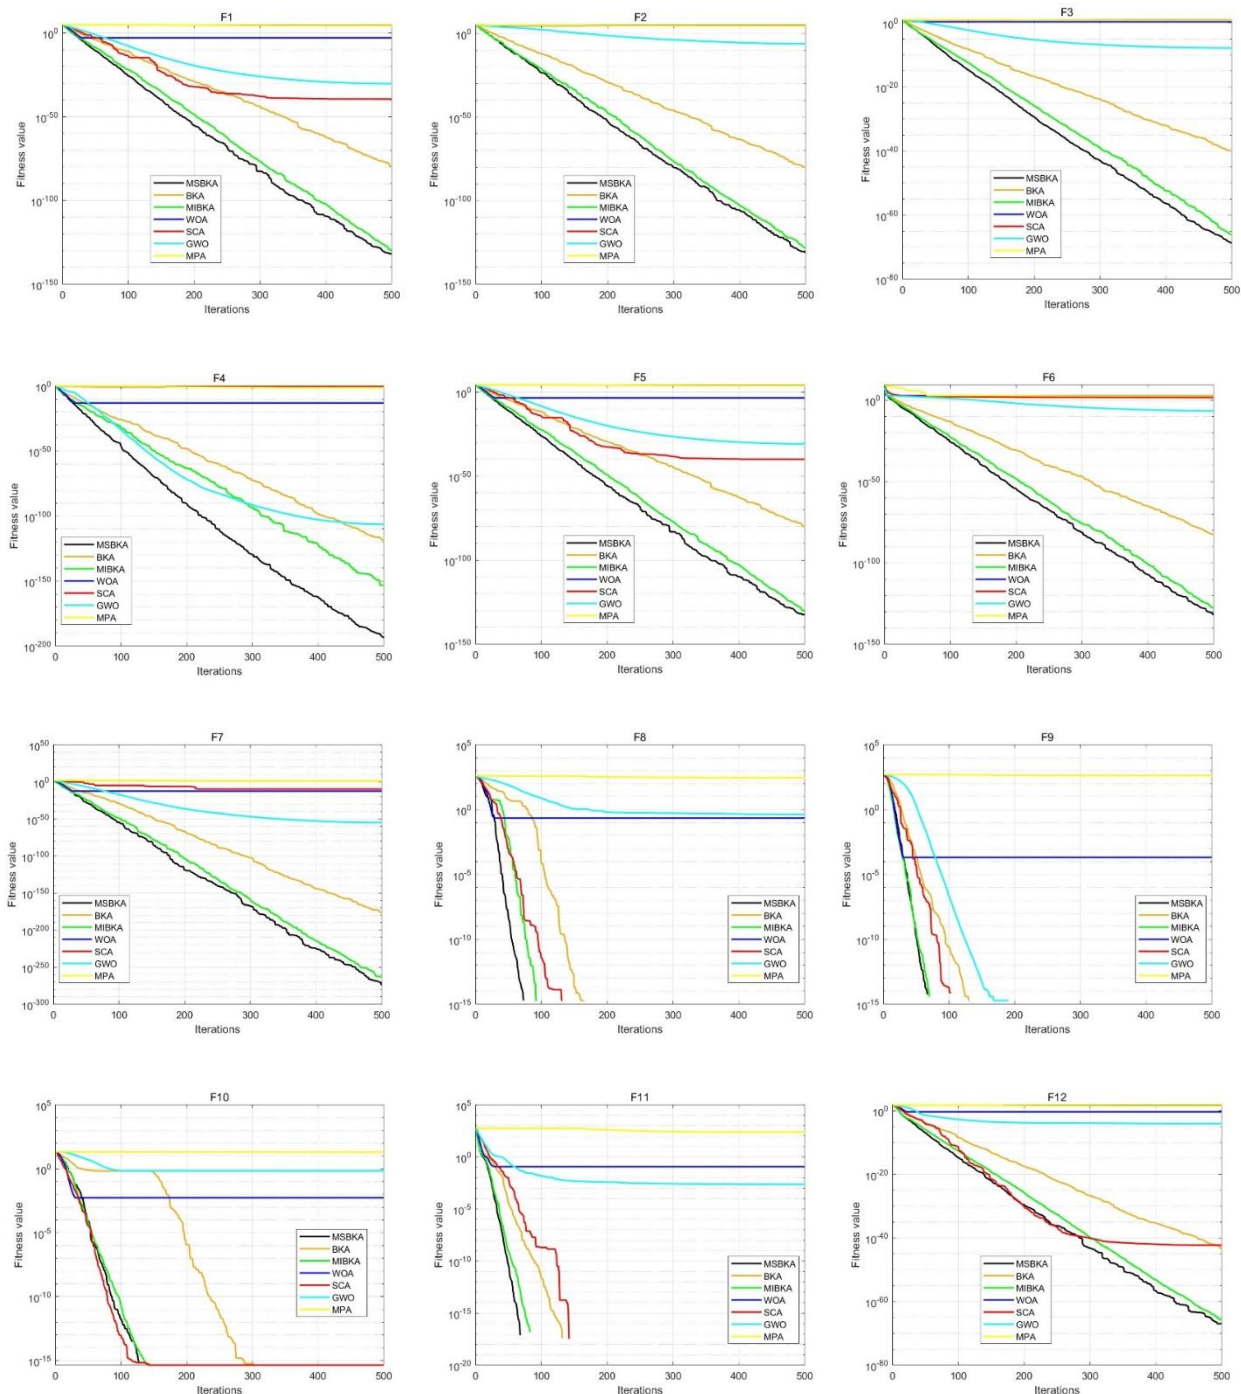 F1
10^0
10^-50
10^-100
10^-150
Fitness value
MSBKA
BKA
MIBKA
WOA
SCA
GWO
MPA
0 100 200 300 400 500
Iterations
F2
10^0
10^-50
10^-100
10^-150
Fitness value
MSBKA
BKA
MIBKA
WOA
SCA
GWO
MPA
0 100 200 300 400 500
Iterations
F3
10^-20
10^-40
10^-60
10^-80
Fitness value
MSBKA
BKA
MIBKA
WOA
SCA
GWO
MPA
0 100 200 300 400 500
Iterations
F4
10^0
10^-50
10^-100
10^-150
10^-200
Fitness value
MSBKA
BKA
MIBKA
WOA
SCA
GWO
MPA
0 100 200 300 400 500
Iterations
F5
10^0
10^-50
10^-100
10^-150
Fitness value
MSBKA
BKA
MIBKA
WOA
SCA
GWO
MPA
0 100 200 300 400 500
Iterations
F6
10^0
10^-50
10^-100
10^-150
Fitness value
MSBKA
BKA
MIBKA
WOA
SCA
GWO
MPA
0 100 200 300 400 500
Iterations
F7
10^50
10^0
10^-50
10^-100
10^-150
10^-200
10^-250
10^-300
Fitness value
MSBKA
BKA
MIBKA
WOA
SCA
GWO
MPA
0 100 200 300 400 500
Iterations
F8
10^5
10^0
10^-5
10^-10
10^-15
Fitness value
MSBKA
BKA
MIBKA
WOA
SCA
GWO
MPA
0 100 200 300 400 500
Iterations
F9
10^5
10^0
10^-5
10^-10
10^-15
Fitness value
MSBKA
BKA
MIBKA
WOA
SCA
GWO
MPA
0 100 200 300 400 500
Iterations
F10
10^5
10^0
10^-5
10^-10
10^-15
Fitness value
MSBKA
BKA
MIBKA
WOA
SCA
GWO
MPA
0 100 200 300 400 500
Iterations
F11
10^5
10^0
10^-5
10^-10
10^-15
10^-20
Fitness value
MSBKA
BKA
MIBKA
WOA
SCA
GWO
MPA
0 100 200 300 400 500
Iterations
F12
10^0
10^-20
10^-40
10^-60
10^-80
Fitness value
MSBKA
BKA
MIBKA
WOA
SCA
GWO
MPA
0 100 200 300 400 500
Iterations